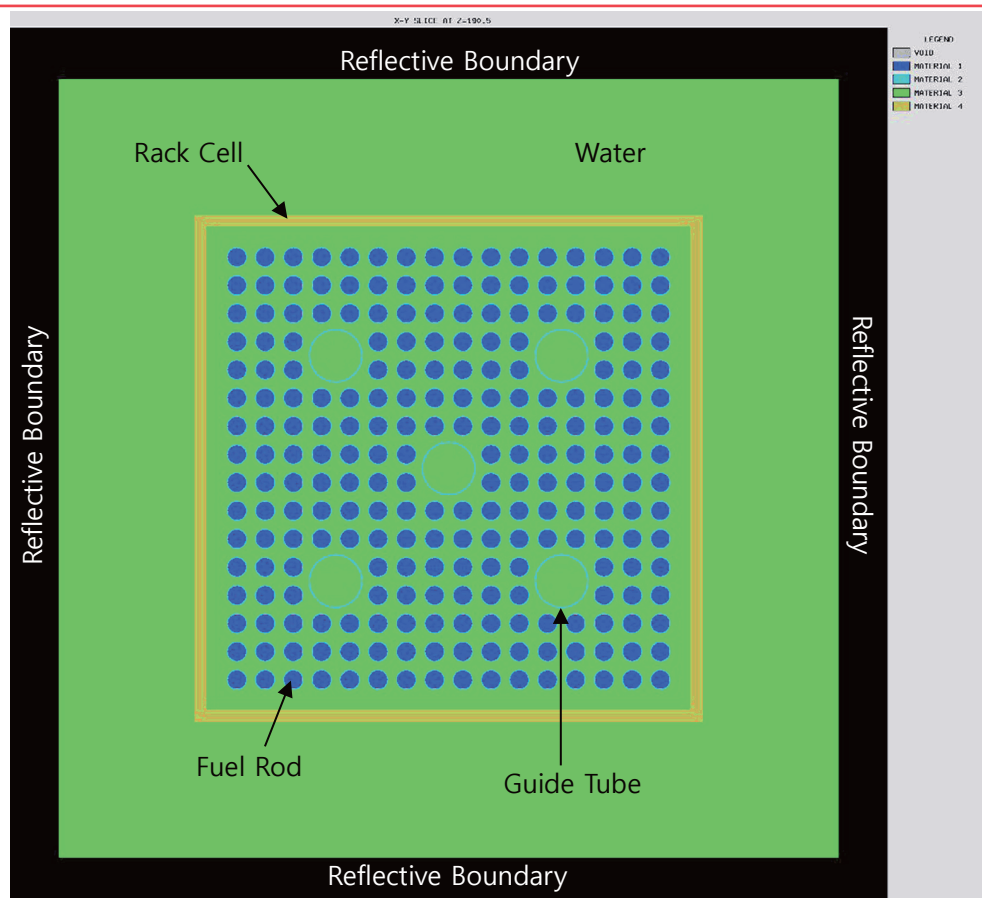 X-Y SLICE AT Z=190.5
LEGEND
VOID
MATERIAL 1
MATERIAL 2
MATERIAL 3
MATERIAL 4
Reflective Boundary
Rack Cell
Water
Reflective Boundary
Reflective Boundary
Fuel Rod
Guide Tube
Reflective Boundary